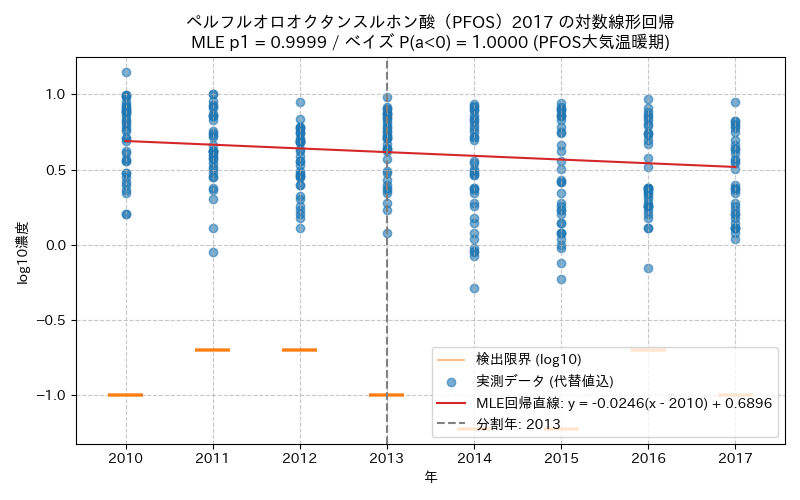 ペルフルオロオクタンスルホン酸（PFOS）2017 の対数線形回帰
MLE p1 = 0.9999 / ベイズ P(a<0) = 1.0000 (PFOS大気温暖期)
log10濃度
1.0
0.5
0.0
−0.5
−1.0
検出限界 (log10)
実測データ (代替値込)
MLE回帰直線: y = -0.0246(x - 2010) + 0.6896
分割年: 2013
2010
2011
2012
2013
2014
2015
2016
2017
年